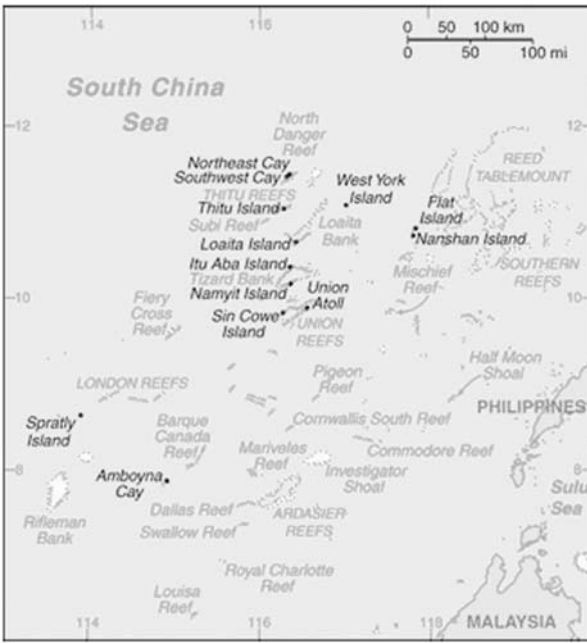 114
116
0 50 100 km
0 50 100 mi
South China
Sea
12
12
North
Danger
Reef
Northeast Cay
Southwest Cay
THITU REEFS
Thitu Island
Subi Reef
West York
Island
REED
TABLEMOUNT
Flat
Island
Nanshan Island
Loaita
Bank
Loaita Island
Itu Aba Island
Tizard Bank
Namyit Island
Mischief
Reef
SOUTHERN
REEFS
10
10
Union
Atoll
Sin Cowe
Island
UNION
REEFS
Fiery
Cross
Reef
Half Moon
Shoal
Pigeon
Reef
LONDON REEFS
PHILIPPINES
Spratly
Island
Barque
Canada
Reef
Cornwallis South Reef
Commodore Reef
Mariveles
Reef
Investigator
Shoal
8
8
Amboyna
Cay
Sulu
Sea
Rifleman
Bank
Dallas Reef
Swallow Reef
ARDASIER
REEFS
Royal Charlotte
Reef
Louisa
Reef
MALAYSIA
114
116
118